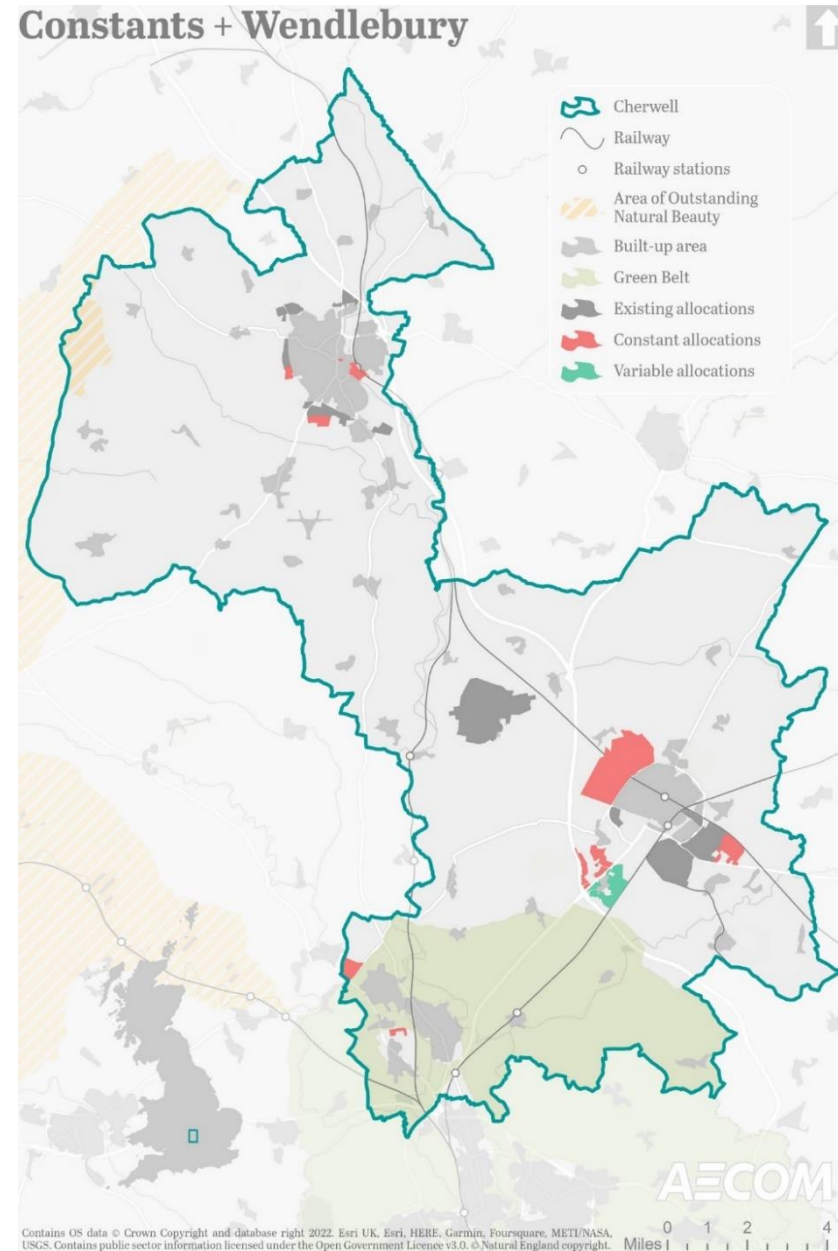 Constants + Wendlebury
Cherwell
Railway
Railway stations
Area of Outstanding
Natural Beauty
Built-up area
Green Belt
Existing allocations
Constant allocations
Variable allocations
AECOM
0 1 2 4
Miles
Contains OS data © Crown Copyright and database right 2022. Esri UK, Esri, HERE, Garmin, Foursquare, METI/NASA,
USGS. Contains public sector information licensed under the Open Government Licence v3.0. © Natural England copyright.